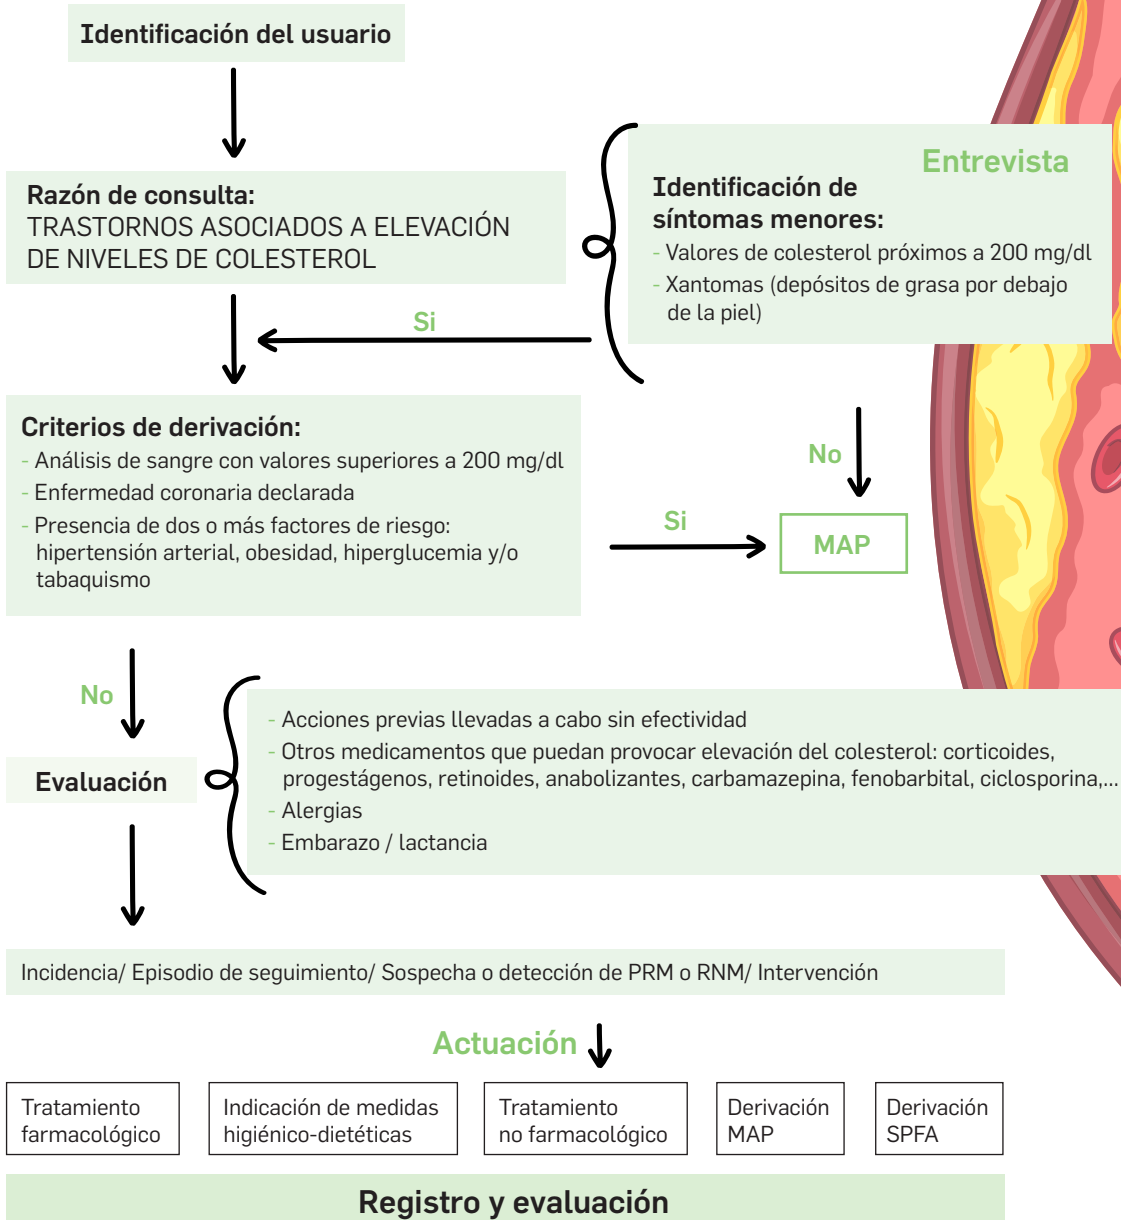 Identificación del usuario
Razón de consulta:
TRASTORNOS ASOCIADOS A ELEVACIÓN
DE NIVELES DE COLESTEROL
Entrevista
Identificación de
síntomas menores:
- Valores de colesterol próximos a 200 mg/dl
- Xantomas (depósitos de grasa por debajo
de la piel)
Si
Criterios de derivación:
- Análisis de sangre con valores superiores a 200 mg/dl
- Enfermedad coronaria declarada
- Presencia de dos o más factores de riesgo:
hipertensión arterial, obesidad, hiperglucemia y/o
tabaquismo
No
Si
MAP
No
Evaluación
- Acciones previas llevadas a cabo sin efectividad
- Otros medicamentos que puedan provocar elevación del colesterol: corticoides,
progestágenos, retinoides, anabolizantes, carbamazepina, fenobarbital, ciclosporina,...
- Alergias
- Embarazo / lactancia
Incidencia/ Episodio de seguimiento/ Sospecha o detección de PRM o RNM/ Intervención
Actuación
Tratamiento
farmacológico
Indicación de medidas
higiénico-dietéticas
Tratamiento
no farmacológico
Derivación
MAP
Derivación
SPFA
Registro y evaluación